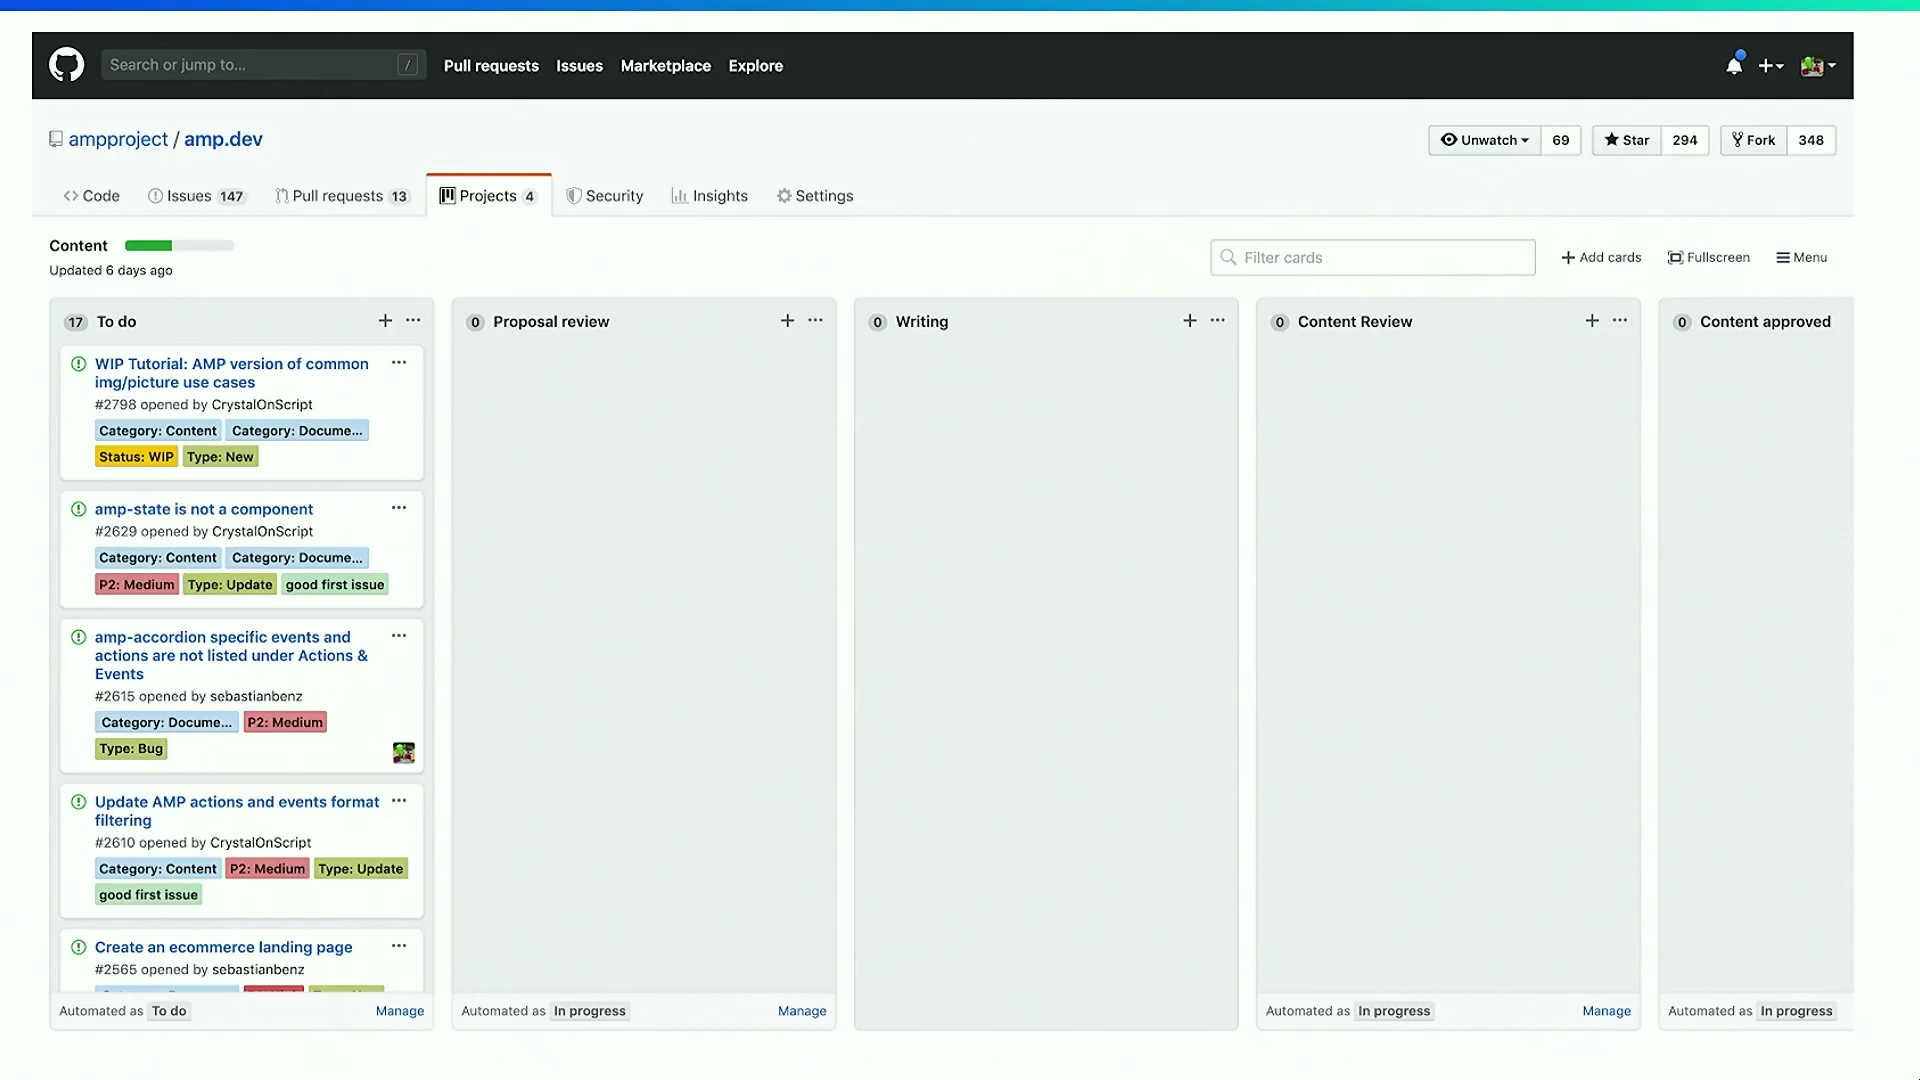 Search or jump to... /
Pull requests Issues Marketplace Explore
ampproject / amp.dev
Unwatch 69 Star 294 Fork 348
Code Issues 147 Pull requests 13 Projects 4 Security Insights Settings
Content
Updated 6 days ago
Filter cards
Add cards Fullscreen Menu
17 To do
WIP Tutorial: AMP version of common
img/picture use cases
#2798 opened by CrystalOnScript
Category: Content Category: Docume...
Status: WIP Type: New
amp-state is not a component
#2629 opened by CrystalOnScript
Category: Content Category: Docume...
P2: Medium Type: Update good first issue
amp-accordion specific events and
actions are not listed under Actions &
Events
#2615 opened by sebastianbenz
Category: Docume... P2: Medium
Type: Bug
Update AMP actions and events format
filtering
#2610 opened by CrystalOnScript
Category: Content P2: Medium Type: Update
good first issue
Create an ecommerce landing page
#2565 opened by sebastianbenz
Automated as To do Manage
0 Proposal review
Automated as In progress Manage
0 Writing
0 Content Review
Automated as In progress Manage
0 Content approved
Automated as In progress